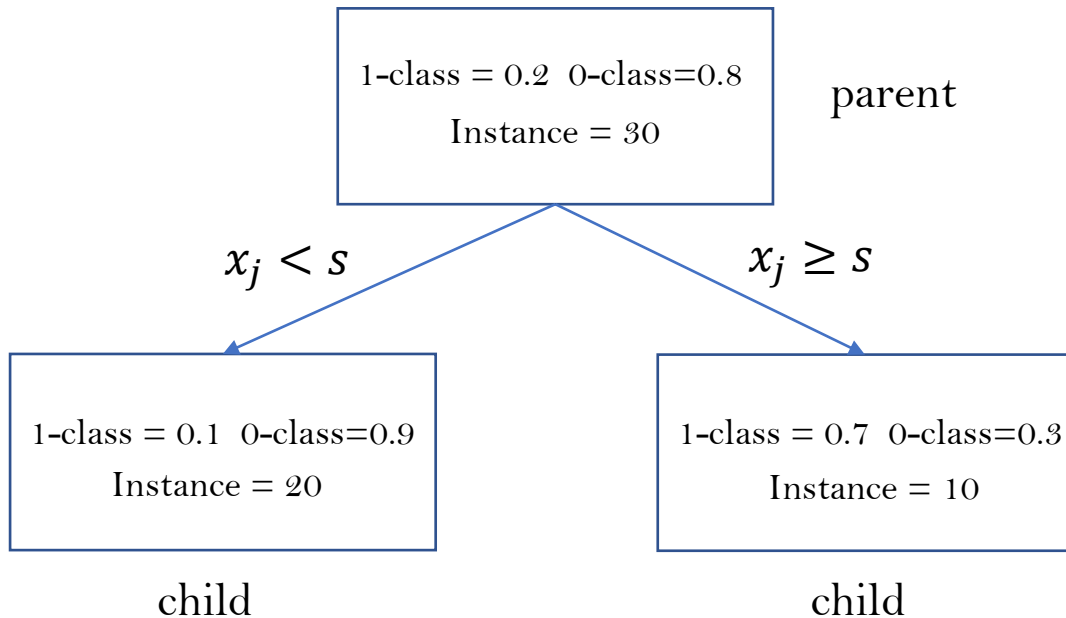 1-class = 0.2 0-class=0.8
Instance = 30
parent
x_j < s
x_j ≥ s
1-class = 0.1 0-class=0.9
Instance = 20
1-class = 0.7 0-class=0.3
Instance = 10
child
child